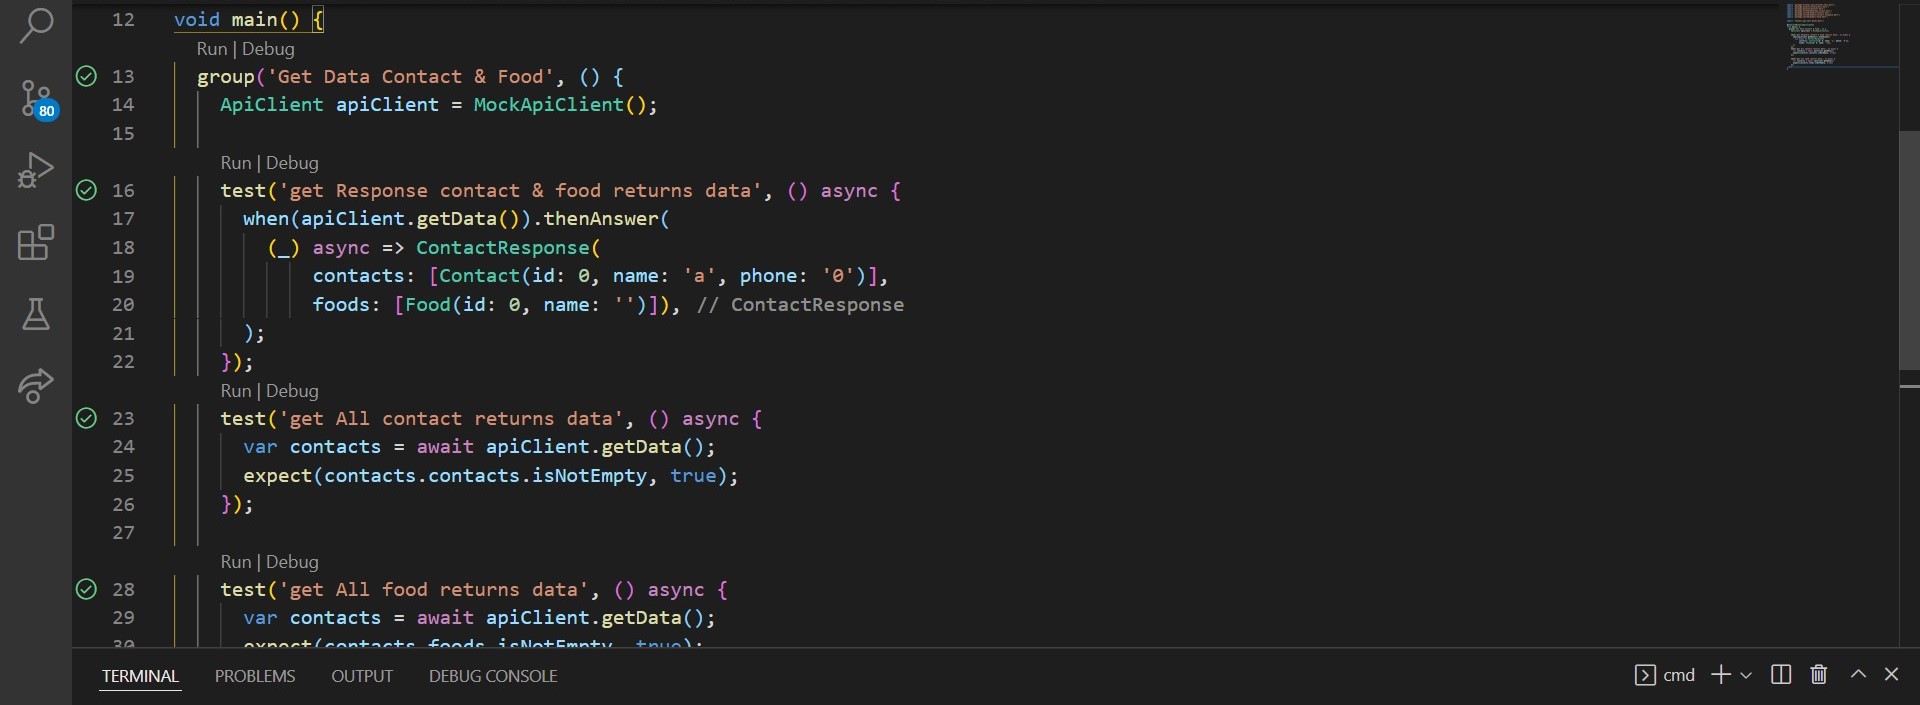 12 void main() {
Run | Debug
13 group('Get Data Contact & Food', () {
14 ApiClient apiClient = MockApiClient();
15
Run | Debug
16 test('get Response contact & food returns data', () async {
17 when(apiClient.getData()).thenAnswer(
18 (_) async => ContactResponse(
19 contacts: [Contact(id: 0, name: 'a', phone: '0')],
20 foods: [Food(id: 0, name: '')]), // ContactResponse
21 );
22 });
Run | Debug
23 test('get All contact returns data', () async {
24 var contacts = await apiClient.getData();
25 expect(contacts.contacts.isNotEmpty, true);
26 });
27
Run | Debug
28 test('get All food returns data', () async {
29 var contacts = await apiClient.getData();
30 expect(contacts.foods.isNotEmpty, true);
80
TERMINAL PROBLEMS OUTPUT DEBUG CONSOLE cmd